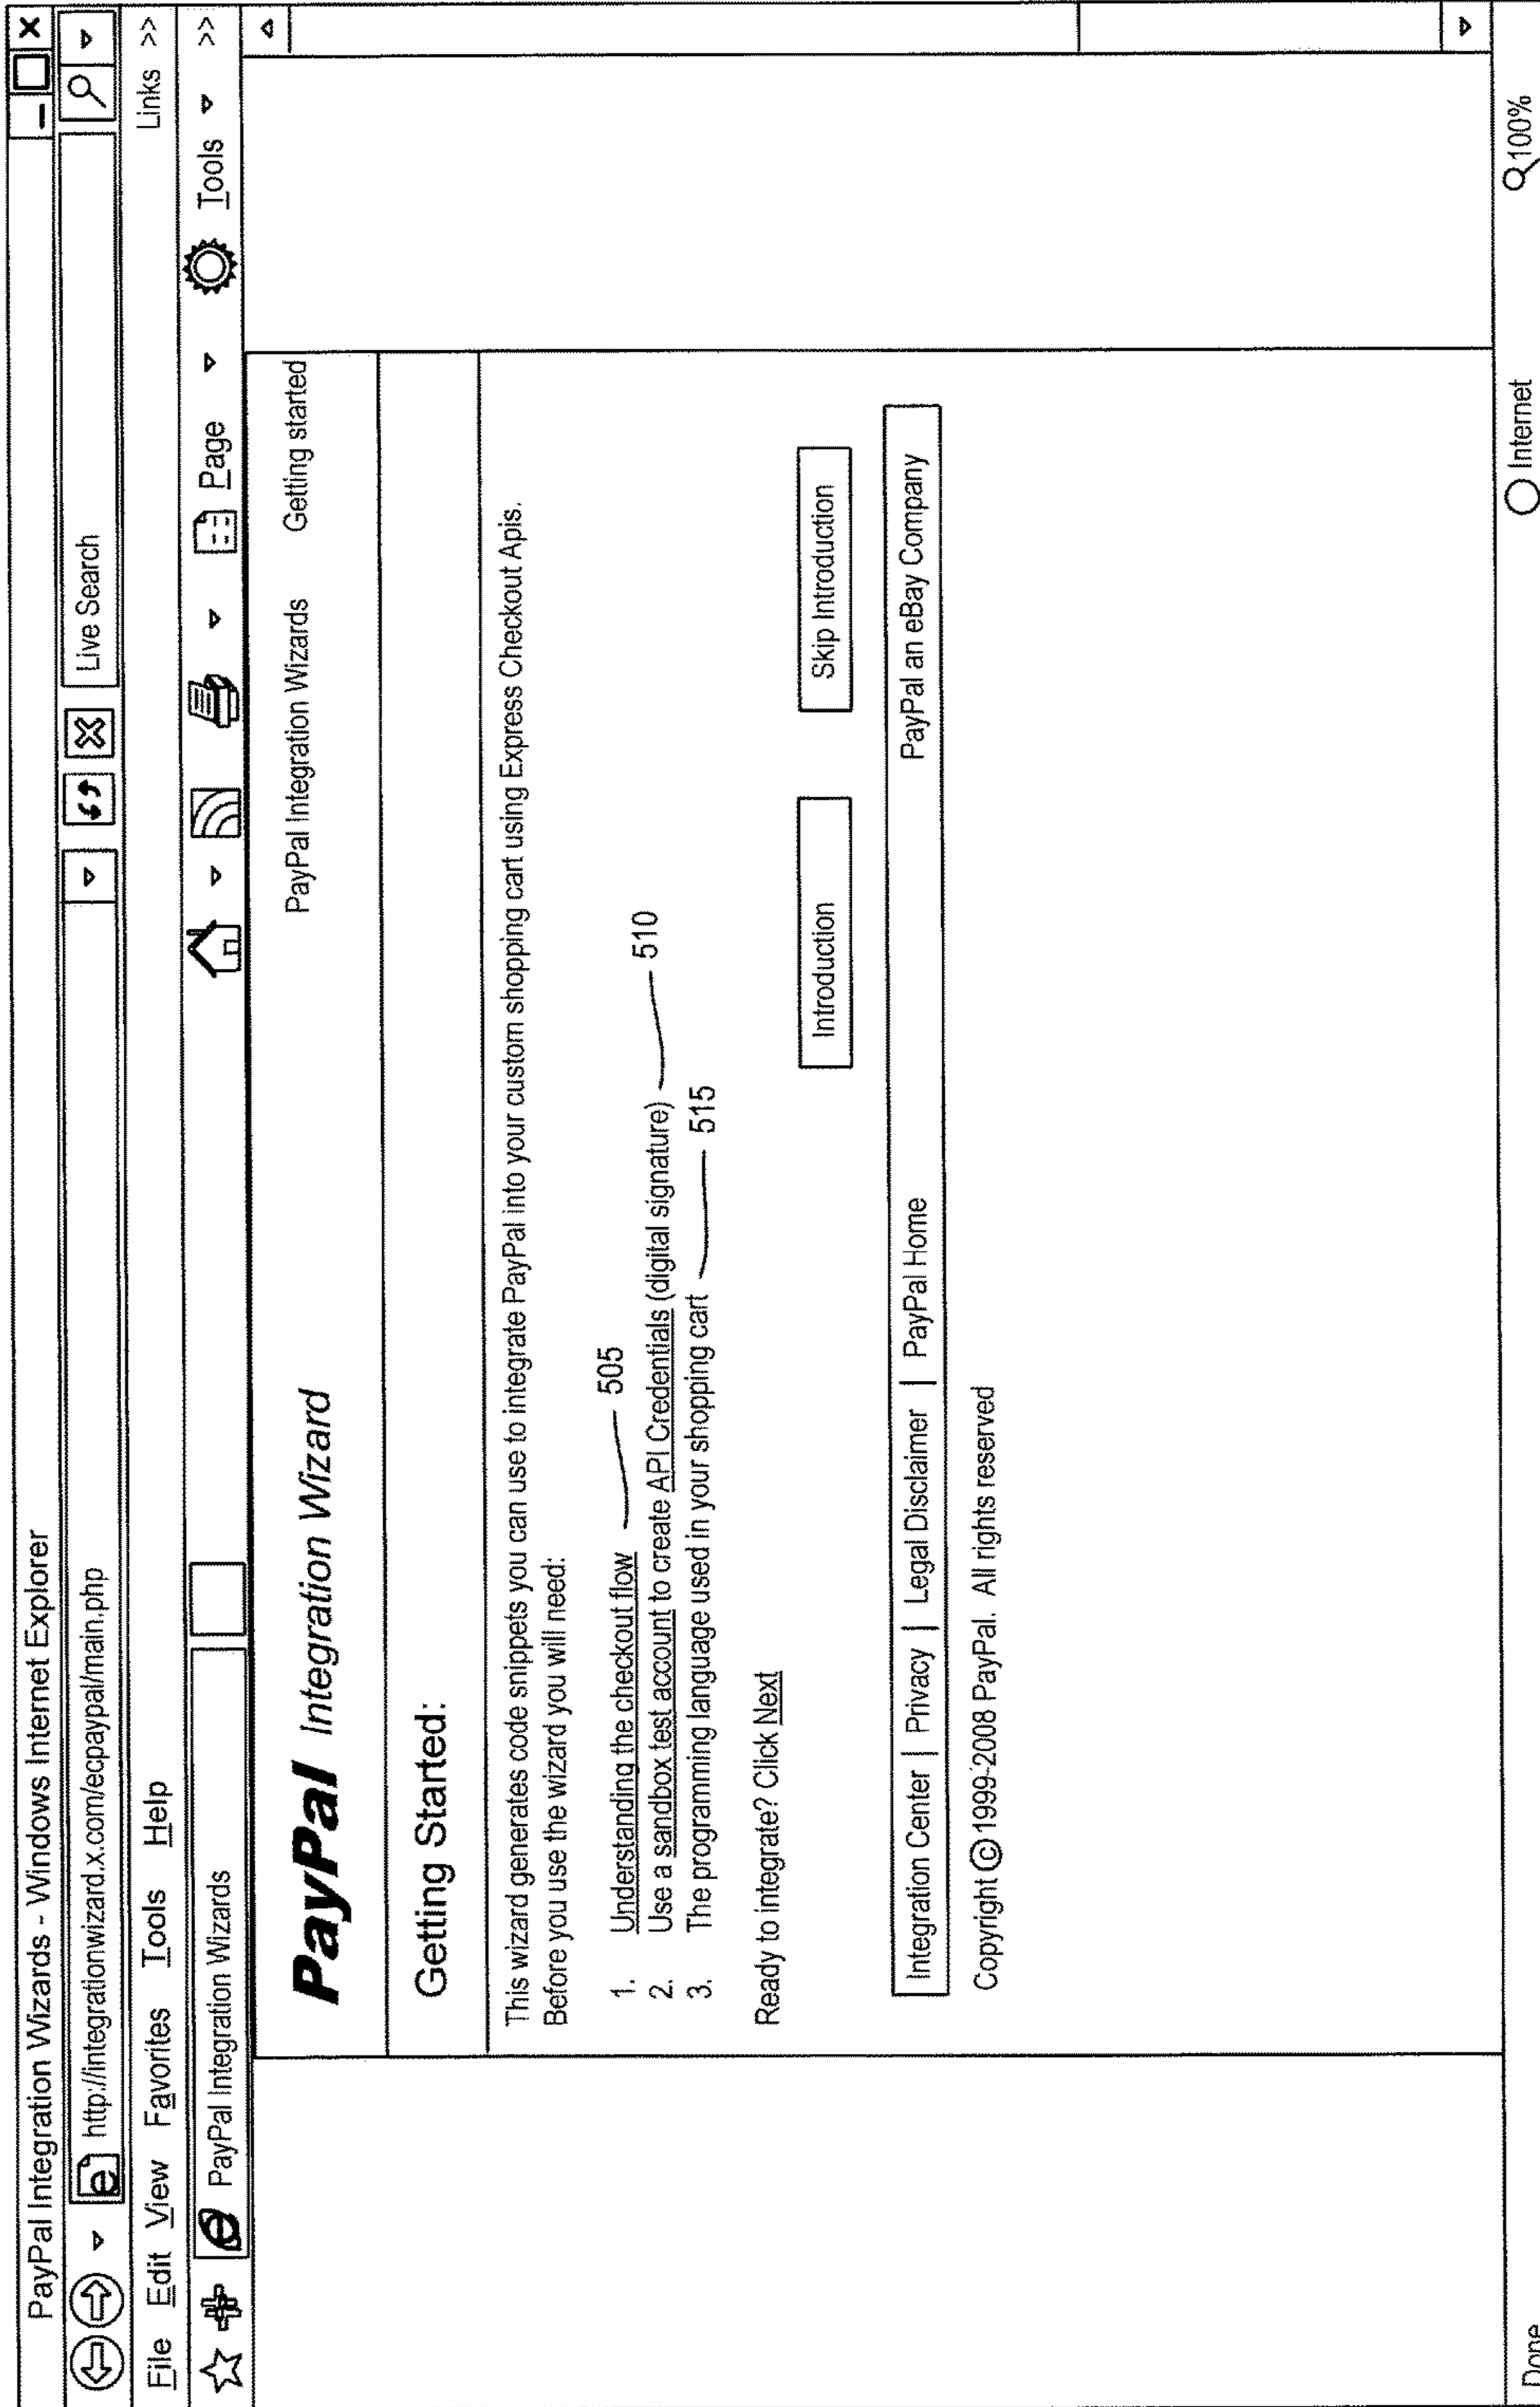 PayPal Integration Wizards - Windows Internet Explorer
http://integrationwizard.x.com/ecpaypal/main.php Live Search
File Edit View Favorites Tools Help Links >>
PayPal Integration Wizards Page Tools >>
PayPal Integration Wizard PayPal Integration Wizards Getting started
Getting Started:
This wizard generates code snippets you can use to integrate PayPal into your custom shopping cart using Express Checkout Apis.
Before you use the wizard you will need:
1. Understanding the checkout flow 505
2. Use a sandbox test account to create API Credentials (digital signature) 510
3. The programming language used in your shopping cart 515
Ready to integrate? Click Next
Introduction Skip Introduction
Integration Center | Privacy | Legal Disclaimer | PayPal Home PayPal an eBay Company
Copyright ©1999-2008 PayPal. All rights reserved
Done Internet 100%